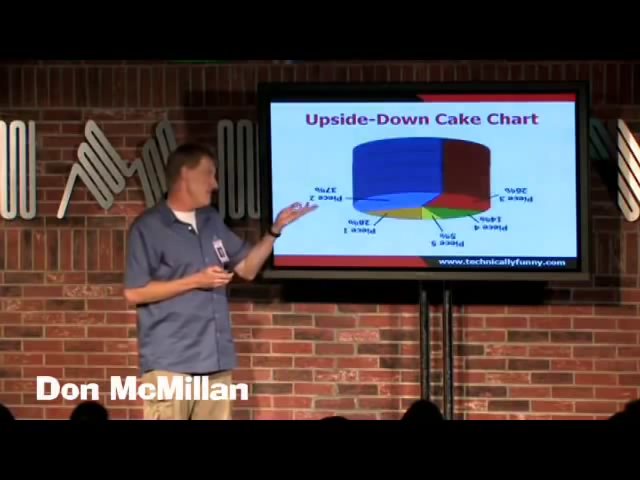 Upside-Down Cake Chart
Piece 2
37%
Piece 3
26%
Piece 1
28%
Piece 5
5%
Piece 4
14%
www.technicallyfunny.com
Don McMillan